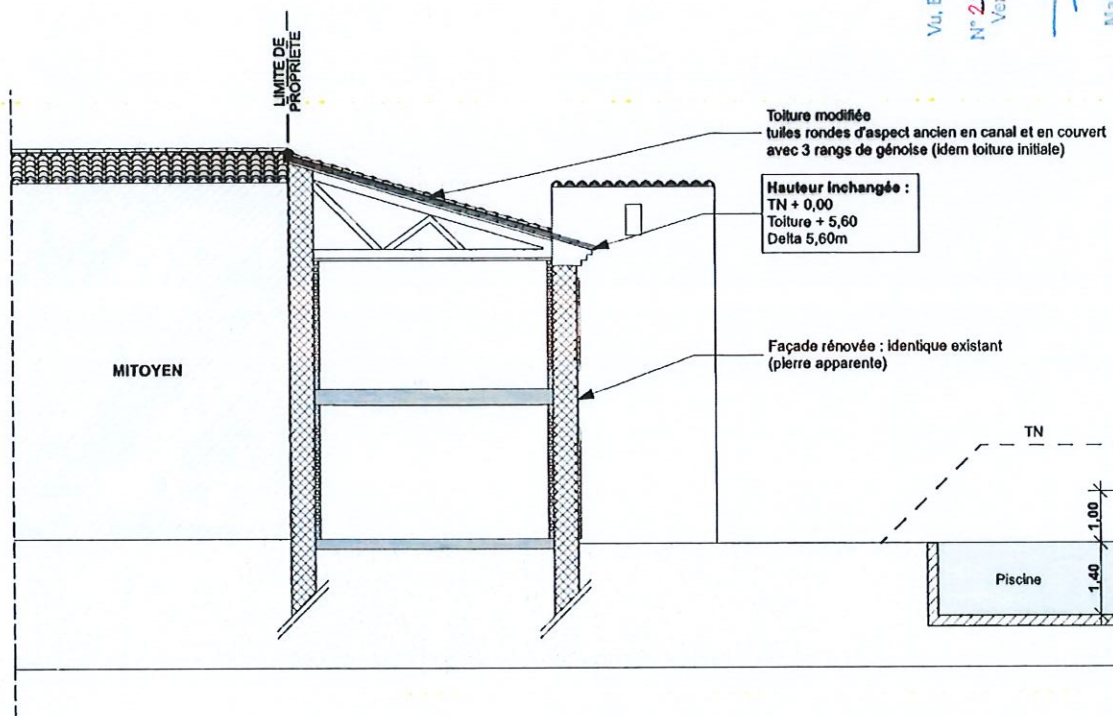 Vu,
N° 2
LIMITE DE
PROPRIETE
Toiture modifiée
tuiles rondes d'aspect ancien en canal et en couvert
avec 3 rangs de génoise (idem toiture initiale)
Hauteur inchangée :
TN + 0,00
Toiture + 5,60
Delta 5,60m
Façade rénovée : identique existant
(pierre apparente)
MITOYEN
TN
1,00
Piscine
1,40